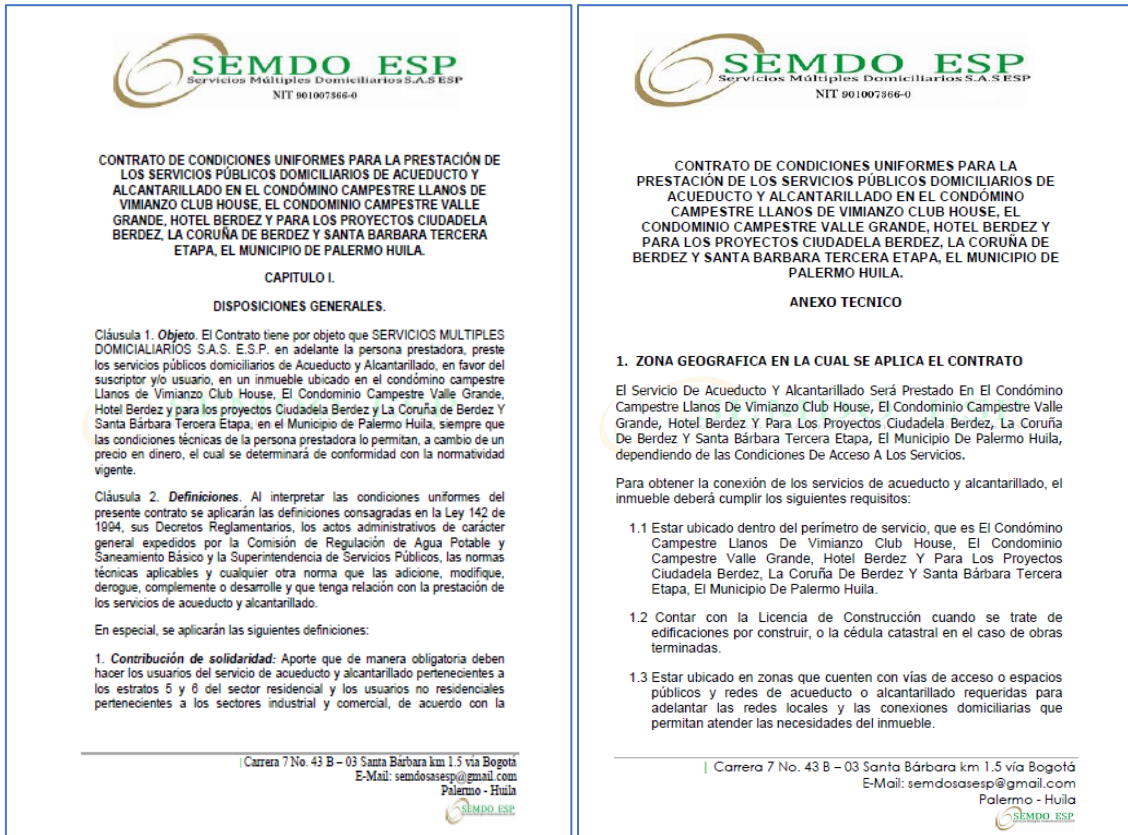 SEMDO ESP
Servicios Múltiples Domiciliarios S.A.S ESP
NIT 901007366-0
CONTRATO DE CONDICIONES UNIFORMES PARA LA PRESTACIÓN DE
LOS SERVICIOS PÚBLICOS DOMICILIARIOS DE ACUEDUCTO Y
ALCANTARILLADO EN EL CONDÓMINO CAMPESTRE LLANOS DE
VIMIANZO CLUB HOUSE, EL CONDOMINIO CAMPESTRE VALLE
GRANDE, HOTEL BERDEZ Y PARA LOS PROYECTOS CIUDADELA
BERDEZ, LA CORUÑA DE BERDEZ Y SANTA BARBARA TERCERA
ETAPA, EL MUNICIPIO DE PALERMO HUILA.
CAPITULO I.
DISPOSICIONES GENERALES.
Cláusula 1. Objeto. El Contrato tiene por objeto que SERVICIOS MULTIPLES
DOMICIALIARIOS S.A.S. E.S.P. en adelante la persona prestadora, preste
los servicios públicos domiciliarios de Acueducto y Alcantarillado, en favor del
suscriptor y/o usuario, en un inmueble ubicado en el condómino campestre
Llanos de Vimianzo Club House, El Condominio Campestre Valle Grande,
Hotel Berdez y para los proyectos Ciudadela Berdez y La Coruña de Berdez Y
Santa Bárbara Tercera Etapa, en el Municipio de Palermo Huila, siempre que
las condiciones técnicas de la persona prestadora lo permitan, a cambio de un
precio en dinero, el cual se determinará de conformidad con la normatividad
vigente.
Cláusula 2. Definiciones. Al interpretar las condiciones uniformes del
presente contrato se aplicarán las definiciones consagradas en la Ley 142 de
1994, sus Decretos Reglamentarios, los actos administrativos de carácter
general expedidos por la Comisión de Regulación de Agua Potable y
Saneamiento Básico y la Superintendencia de Servicios Públicos, las normas
técnicas aplicables y cualquier otra norma que las adicione, modifique,
derogue, complemente o desarrolle y que tenga relación con la prestación de
los servicios de acueducto y alcantarillado.
En especial, se aplicarán las siguientes definiciones:
1. Contribución de solidaridad: Aporte que de manera obligatoria deben
hacer los usuarios del servicio de acueducto y alcantarillado pertenecientes a
los estratos 5 y 6 del sector residencial y los usuarios no residenciales
pertenecientes a los sectores industrial y comercial, de acuerdo con la
| Carrera 7 No. 43 B – 03 Santa Bárbara km 1.5 vía Bogotá
E-Mail: semdosasesp@gmail.com
Palermo - Huila
SEMDO ESP
SEMDO ESP
Servicios Múltiples Domiciliarios S.A.S ESP
NIT 901007366-0
CONTRATO DE CONDICIONES UNIFORMES PARA LA
PRESTACIÓN DE LOS SERVICIOS PÚBLICOS DOMICILIARIOS DE
ACUEDUCTO Y ALCANTARILLADO EN EL CONDÓMINO
CAMPESTRE LLANOS DE VIMIANZO CLUB HOUSE, EL
CONDOMINIO CAMPESTRE VALLE GRANDE, HOTEL BERDEZ Y
PARA LOS PROYECTOS CIUDADELA BERDEZ, LA CORUÑA DE
BERDEZ Y SANTA BARBARA TERCERA ETAPA, EL MUNICIPIO DE
PALERMO HUILA.
ANEXO TECNICO
1. ZONA GEOGRAFICA EN LA CUAL SE APLICA EL CONTRATO
El Servicio De Acueducto Y Alcantarillado Será Prestado En El Condómino
Campestre Llanos De Vimianzo Club House, El Condominio Campestre Valle
Grande, Hotel Berdez Y Para Los Proyectos Ciudadela Berdez, La Coruña
De Berdez Y Santa Bárbara Tercera Etapa, El Municipio De Palermo Huila,
dependiendo de las Condiciones De Acceso A Los Servicios.
Para obtener la conexión de los servicios de acueducto y alcantarillado, el
inmueble deberá cumplir los siguientes requisitos:
1.1 Estar ubicado dentro del perímetro de servicio, que es El Condómino
Campestre Llanos De Vimianzo Club House, El Condominio
Campestre Valle Grande, Hotel Berdez Y Para Los Proyectos
Ciudadela Berdez, La Coruña De Berdez Y Santa Bárbara Tercera
Etapa, El Municipio De Palermo Huila.
1.2 Contar con la Licencia de Construcción cuando se trate de
edificaciones por construir, o la cédula catastral en el caso de obras
terminadas.
1.3 Estar ubicado en zonas que cuenten con vías de acceso o espacios
públicos y redes de acueducto o alcantarillado requeridas para
adelantar las redes locales y las conexiones domiciliarias que
permitan atender las necesidades del inmueble.
| Carrera 7 No. 43 B – 03 Santa Bárbara km 1.5 vía Bogotá
E-Mail: semdosasesp@gmail.com
Palermo - Huila
SEMDO ESP